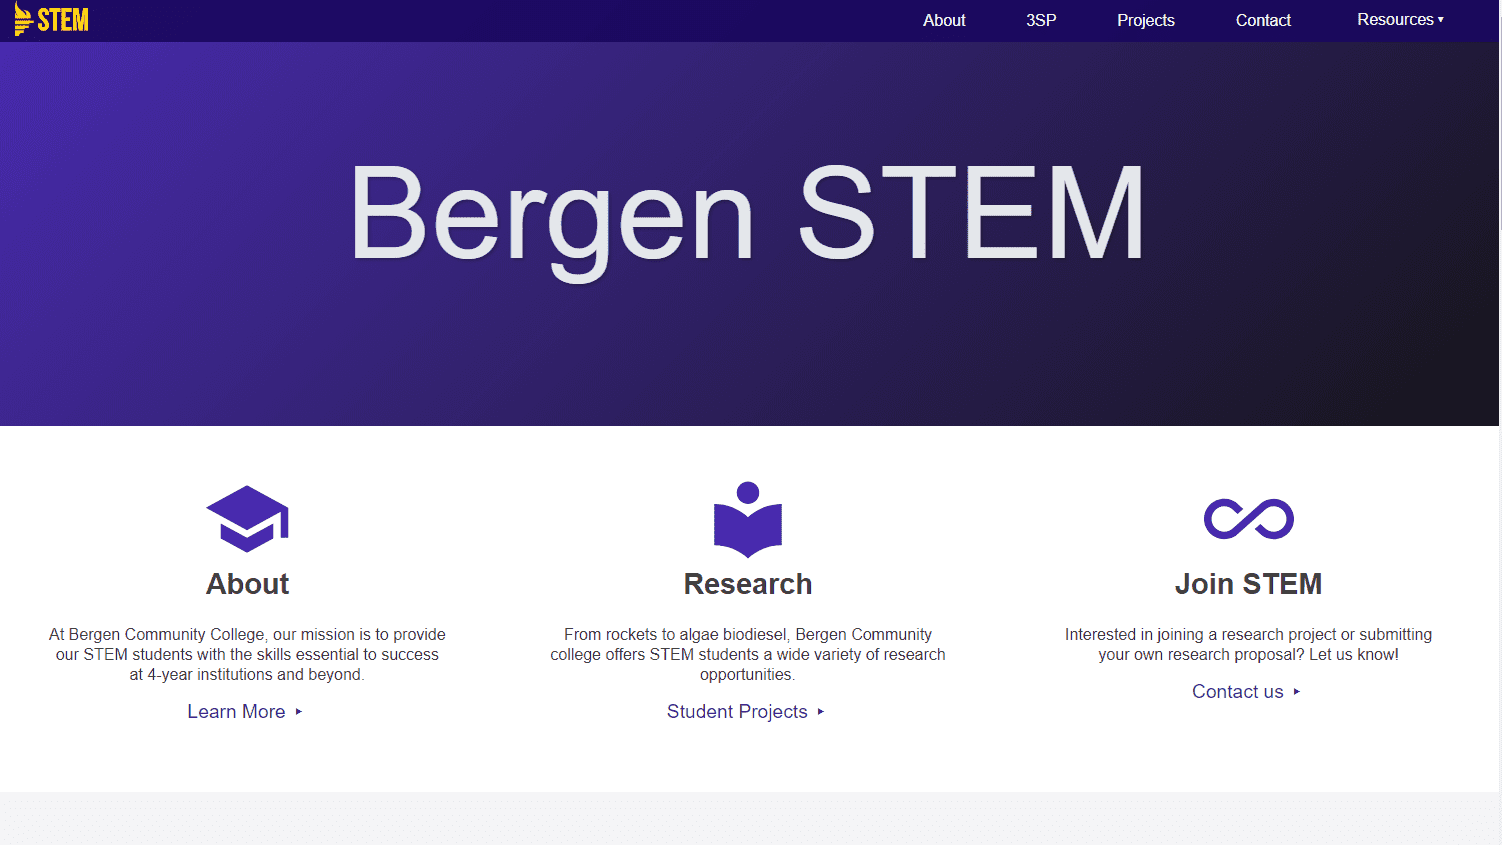 STEM
About 3SP Projects Contact Resources ▾
Bergen STEM
About
At Bergen Community College, our mission is to provide
our STEM students with the skills essential to success
at 4-year institutions and beyond.
Learn More ▸
Research
From rockets to algae biodiesel, Bergen Community
college offers STEM students a wide variety of research
opportunities.
Student Projects ▸
Join STEM
Interested in joining a research project or submitting
your own research proposal? Let us know!
Contact us ▸